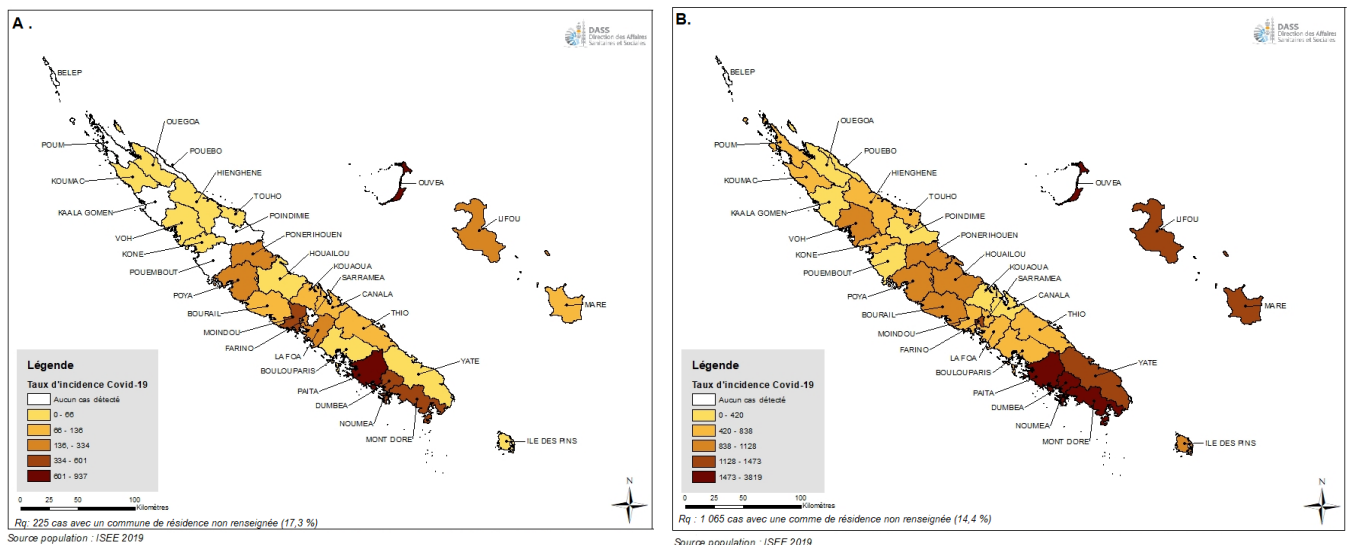 A .
DASS
Direction des Affaires
Sanitaires et Sociales
BELEP
OUEGOA
POUM
POUEBO
KOUMAC
HIENGHENE
TOUHO
OUVEA
KAALA GOMEN
POINDIMIE
LIFOU
VOH
PONERIHOUEN
KONE
HOUAILOU
POUEMBOUT
KOUAOUA
SARRAMEA
POYA
CANALA
MARE
BOURAIL
THIO
MOINDOU
FARINO
LA FOA
YATE
BOULOUPARIS
PAITA
DUMBEA
NOUMEA
MONT DORE
ILE DES PINS
Légende
Taux d'incidence Covid-19
Aucun cas détecté
0 - 66
66 - 136
136, - 334
334 - 601
601 - 937
0 25 50 100
Kilomètres
N
Rq: 225 cas avec un commune de résidence non renseignée (17,3 %)
Source population : ISEE 2019
B.
DASS
Direction des Affaires
Sanitaires et Sociales
BELEP
OUEGOA
POUM
POUEBO
KOUMAC
HIENGHENE
TOUHO
OUVEA
KAALA GOMEN
POINDIMIE
LIFOU
VOH
PONERIHOUEN
KONE
HOUAILOU
POUEMBOUT
KOUAOUA
SARRAMEA
POYA
CANALA
MARE
BOURAIL
THIO
MOINDOU
FARINO
LA FOA
YATE
BOULOUPARIS
PAITA
DUMBEA
NOUMEA
MONT DORE
ILE DES PINS
Légende
Taux d'incidence Covid-19
Aucun cas détecté
0 - 420
420 - 838
838 - 1128
1128 - 1473
1473 - 3819
0 25 50 100
Kilomètres
N
Rq : 1 065 cas avec une comme de résidence non renseignée (14,4 %)
Source population : ISEE 2019